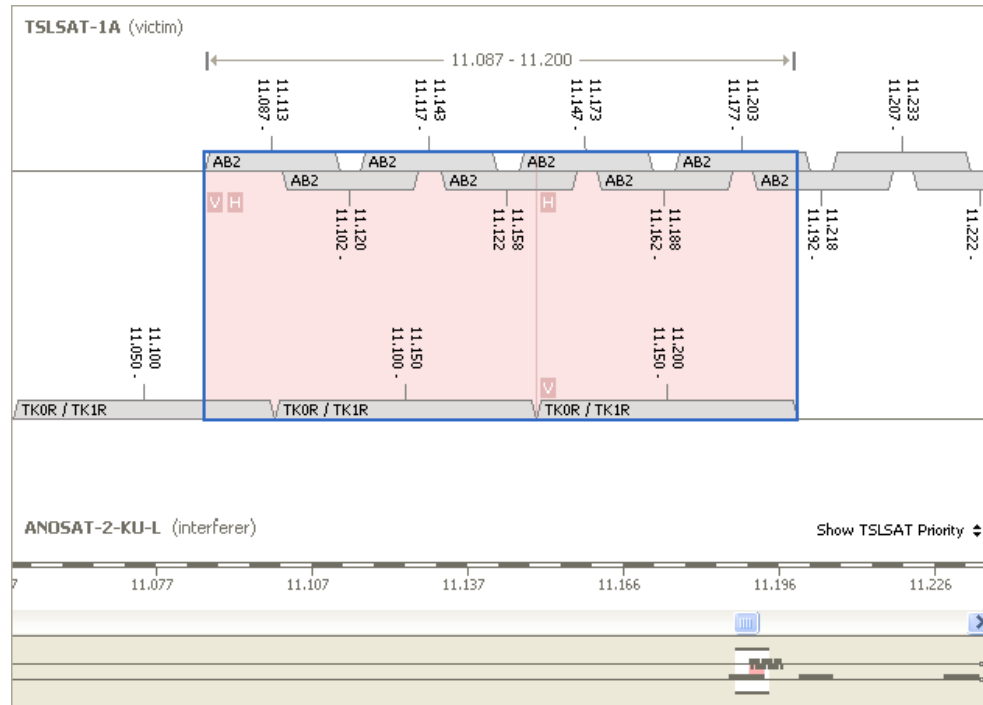 TSLSAT-1A (victim)
11.087 - 11.200
11.087 - 11.113
11.117 - 11.143
11.147 - 11.173
11.177 - 11.203
11.207 - 11.233
AB2
AB2
AB2
AB2
AB2
AB2
AB2
AB2
V H
H
11.102 - 11.120
11.122 - 11.158
11.162 - 11.188
11.192 - 11.218
11.222 -
11.050 - 11.100
11.100 - 11.150
11.150 - 11.200
V
TK0R / TK1R
TK0R / TK1R
TK0R / TK1R
ANOSAT-2-KU-L (interferer)
Show TSLSAT Priority
7 11.077 11.107 11.137 11.166 11.196 11.226